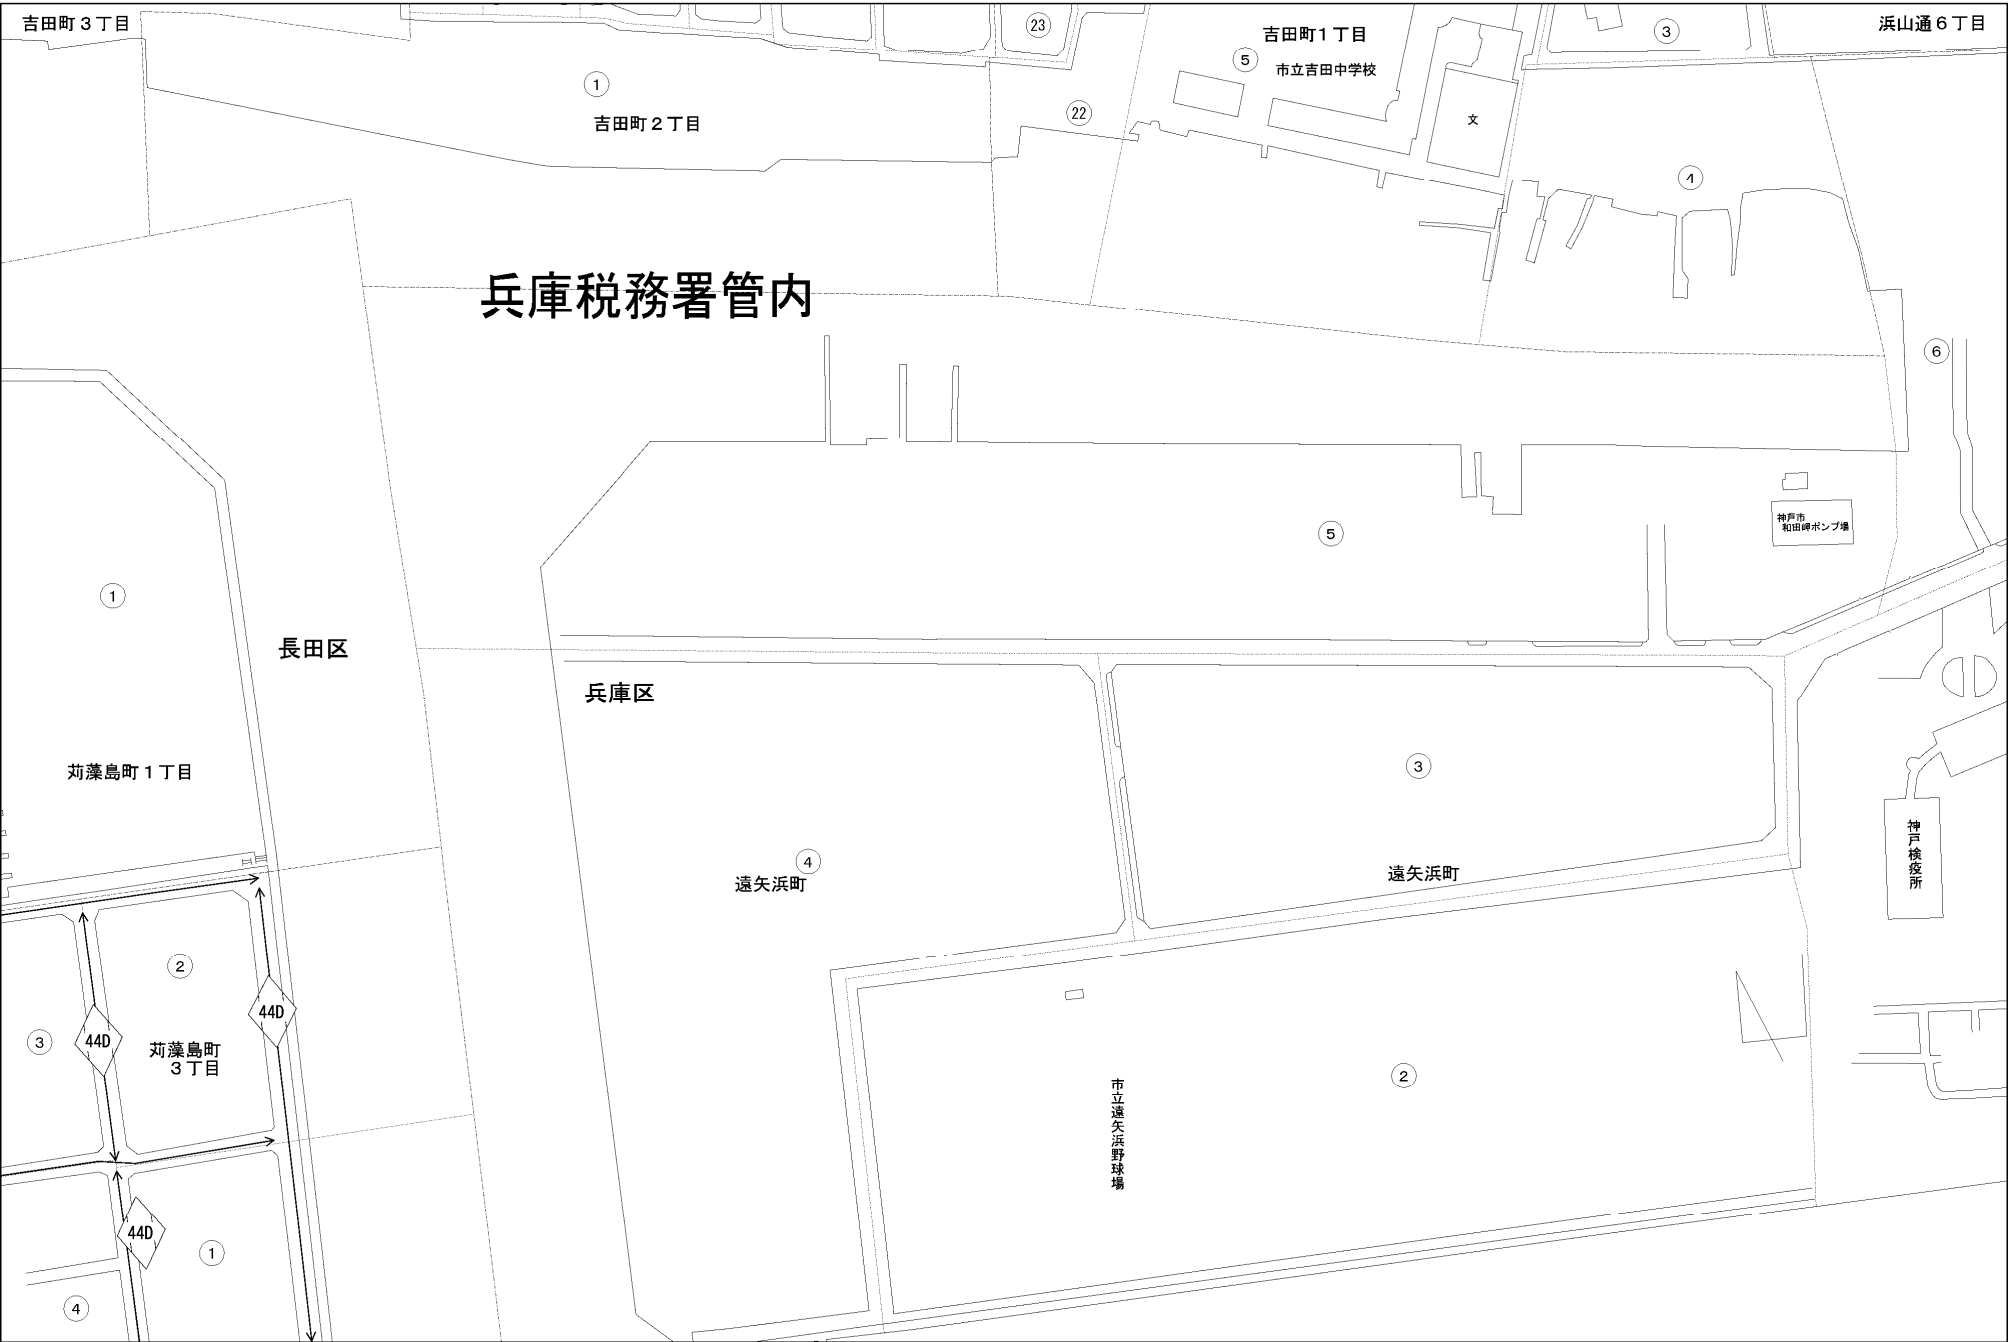 吉田町3丁目
23
吉田町1丁目
5
市立吉田中学校
3
浜山通6丁目
1
吉田町2丁目
22
文
4
兵庫税務署管内
6
神戸市
和田岬ポンプ場
5
1
長田区
兵庫区
苅藻島町1丁目
3
4
遠矢浜町
遠矢浜町
神戸検疫所
2
44D
3
44D
苅藻島町
3丁目
2
市立遠矢浜野球場
44D
1
4